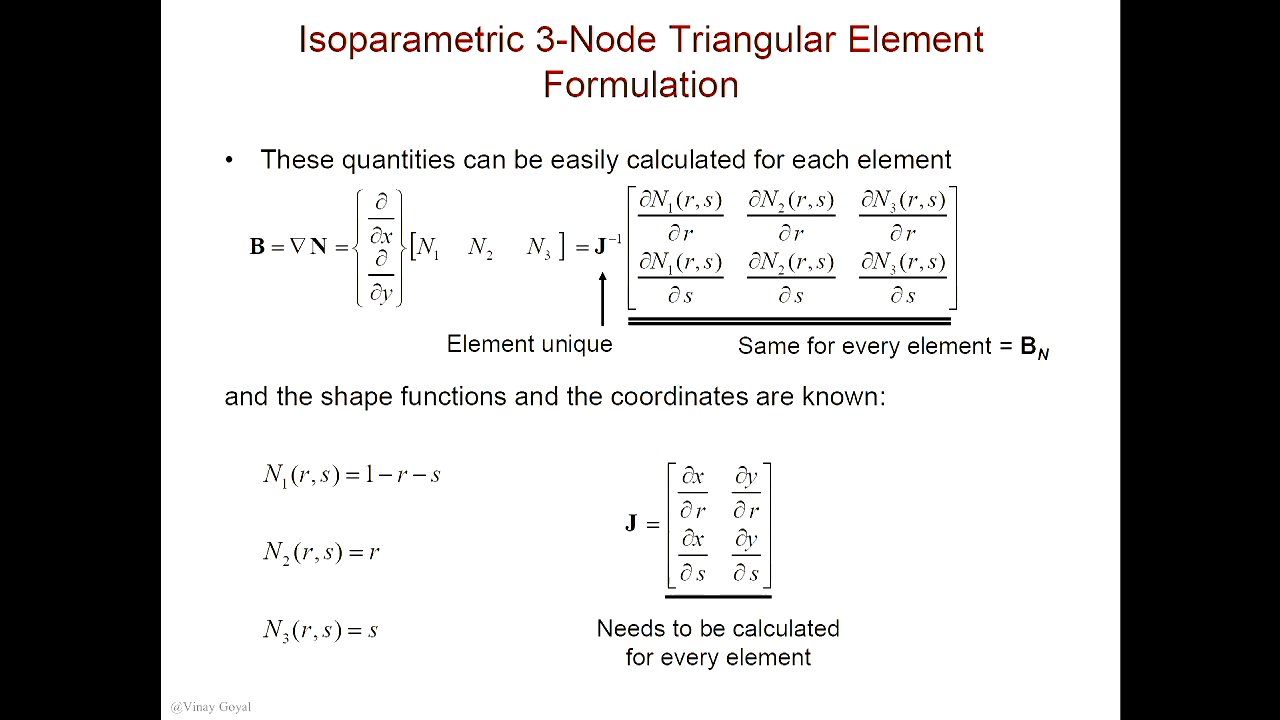 Isoparametric 3-Node Triangular Element
Formulation
• These quantities can be easily calculated for each element
B = ∇ N = { ∂/∂x ∂/∂y } [N₁ N₂ N₃] = J⁻¹ [ ∂N₁(r,s)/∂r ∂N₂(r,s)/∂r ∂N₃(r,s)/∂r
∂N₁(r,s)/∂s ∂N₂(r,s)/∂s ∂N₃(r,s)/∂s ]
Element unique
Same for every element = B_N
and the shape functions and the coordinates are known:
N₁(r,s) = 1 − r − s
N₂(r,s) = r
N₃(r,s) = s
J = [ ∂x/∂r ∂y/∂r
∂x/∂s ∂y/∂s ]
Needs to be calculated
for every element
@Vinay Goyal